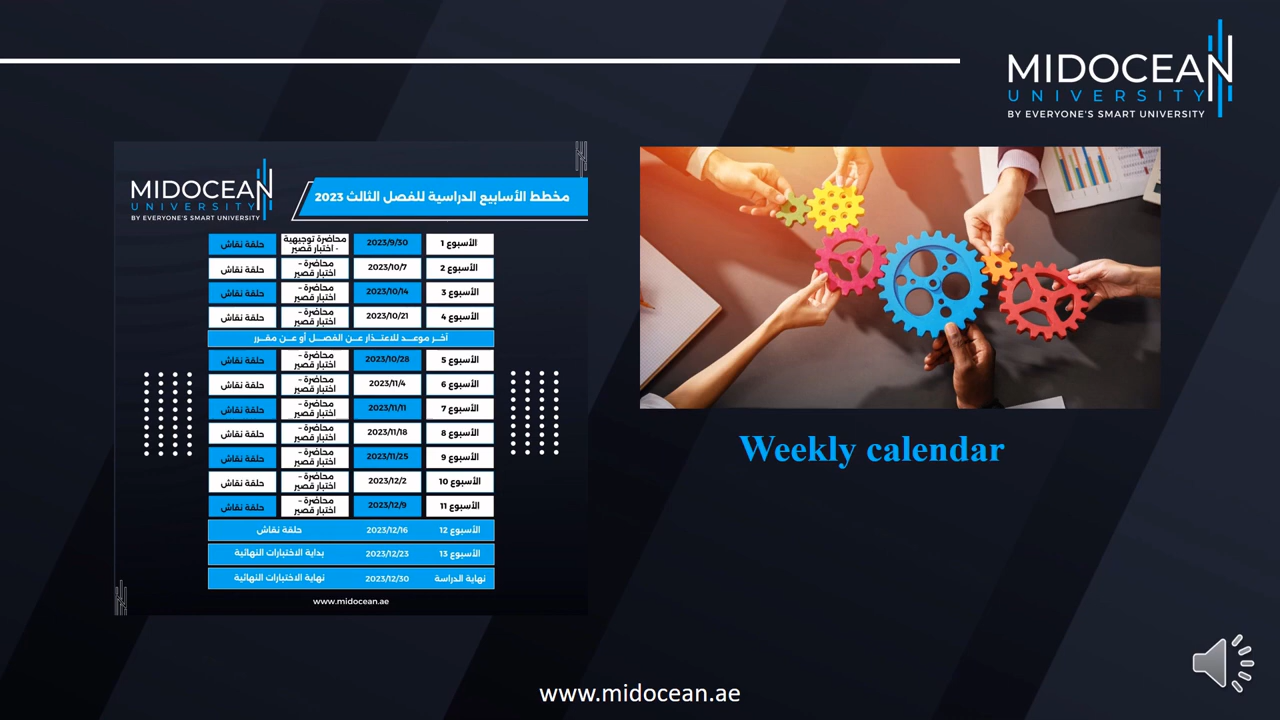 MIDOCEAN
UNIVERSITY
BY EVERYONE'S SMART UNIVERSITY
MIDOCEAN
UNIVERSITY
BY EVERYONE'S SMART UNIVERSITY
مخطط الأسابيع الدراسية للفصل الثالث 2023
الأسبوع 1 2023/9/30 محاضرة توجيهية - اختبار قصير حلقة نقاش
الأسبوع 2 2023/10/7 محاضرة - اختبار قصير حلقة نقاش
الأسبوع 3 2023/10/14 محاضرة - اختبار قصير حلقة نقاش
الأسبوع 4 2023/10/21 محاضرة - اختبار قصير حلقة نقاش
آخر موعد للاعتذار عن الفصل أو عن مقرر
الأسبوع 5 2023/10/28 محاضرة - اختبار قصير حلقة نقاش
الأسبوع 6 2023/11/4 محاضرة - اختبار قصير حلقة نقاش
الأسبوع 7 2023/11/11 محاضرة - اختبار قصير حلقة نقاش
الأسبوع 8 2023/11/18 محاضرة - اختبار قصير حلقة نقاش
الأسبوع 9 2023/11/25 محاضرة - اختبار قصير حلقة نقاش
الأسبوع 10 2023/12/2 محاضرة - اختبار قصير حلقة نقاش
الأسبوع 11 2023/12/9 محاضرة - اختبار قصير حلقة نقاش
الأسبوع 12 2023/12/16 حلقة نقاش
الأسبوع 13 2023/12/23 بداية الاختبارات النهائية
نهاية الدراسة 2023/12/30 نهاية الاختبارات النهائية
www.midocean.ae
Weekly calendar
www.midocean.ae